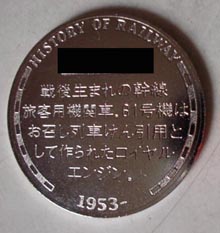 HISTORY OF RAILWAY
戦後生まれの幹線
旅客用機関車。61号機は
お召し列車けん引用と
して作られたロイヤル
エンジン。
1953-